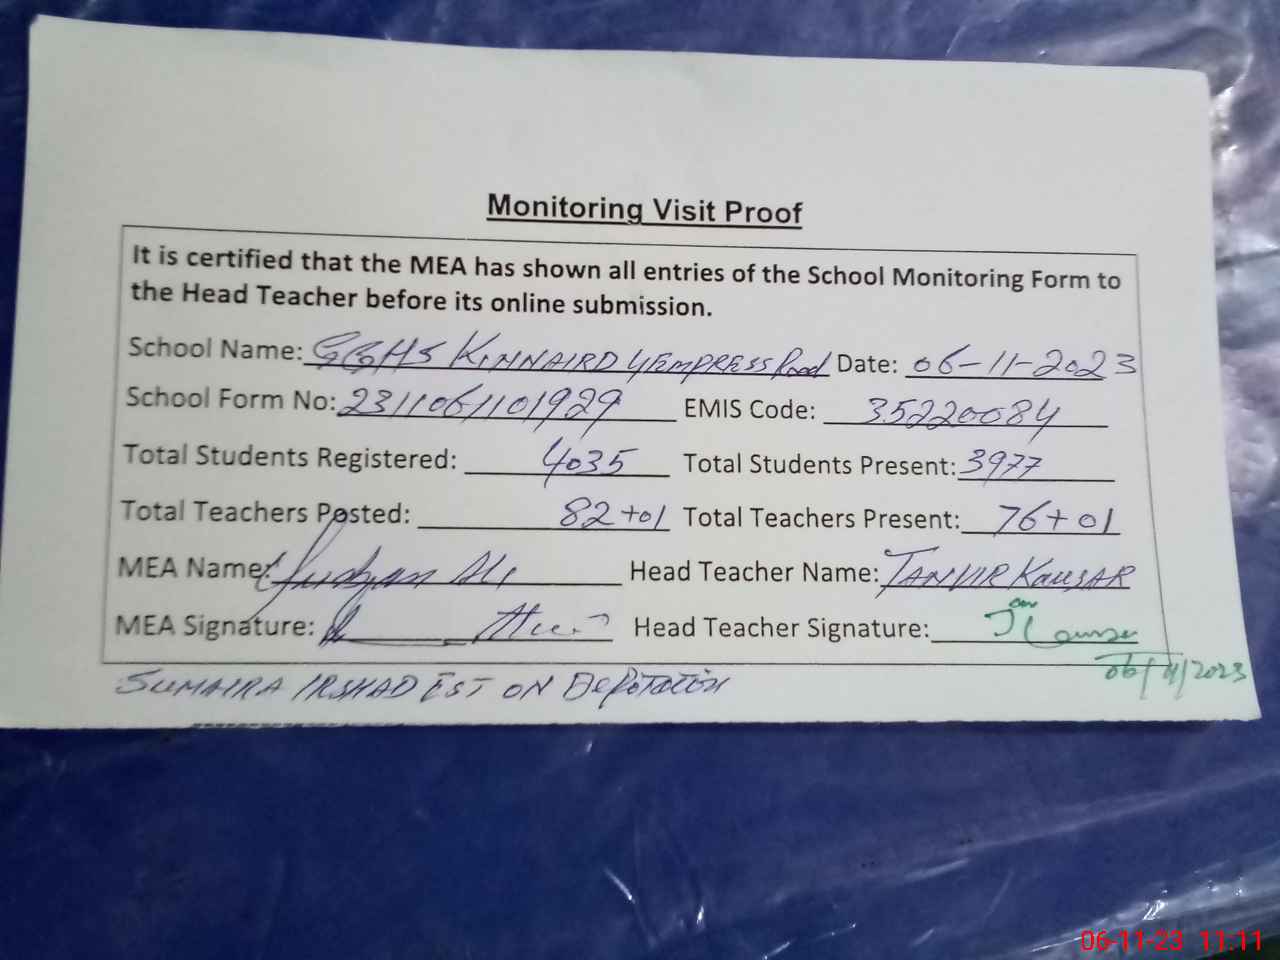 Monitoring Visit Proof
It is certified that the MEA has shown all entries of the School Monitoring Form to
the Head Teacher before its online submission.
School Name: GGHS KINNAIRD 4 EMPRESS Road Date: 06-11-2023
School Form No: 2311061101929 EMIS Code: 35220084
Total Students Registered: 4035 Total Students Present: 3977
Total Teachers Posted: 82+01 Total Teachers Present: 76+01
MEA Name: Ali Head Teacher Name: TANVIR KAUSAR
MEA Signature: Head Teacher Signature:
06/11/2023
SUMAIRA IRSHAD EST ON DEPUTATION
06-11-23 11:11